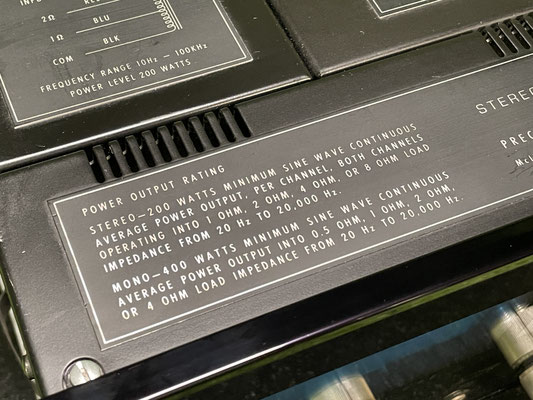 INPU
RE
2Ω BLU
1Ω BLK
COM
FREQUENCY RANGE 10Hz – 100KHz
POWER LEVEL 200 WATTS
STEREO
PREC
McL
POWER OUTPUT RATING
STEREO—200 WATTS MINIMUM SINE WAVE CONTINUOUS
AVERAGE POWER OUTPUT, PER CHANNEL, BOTH CHANNELS
OPERATING INTO 1 OHM, 2 OHM, 4 OHM, OR 8 OHM LOAD
IMPEDANCE FROM 20 Hz TO 20,000 Hz.
MONO—400 WATTS MINIMUM SINE WAVE CONTINUOUS
AVERAGE POWER OUTPUT INTO 0.5 OHM, 1 OHM, 2 OHM,
OR 4 OHM LOAD IMPEDANCE FROM 20 Hz TO 20,000 Hz.